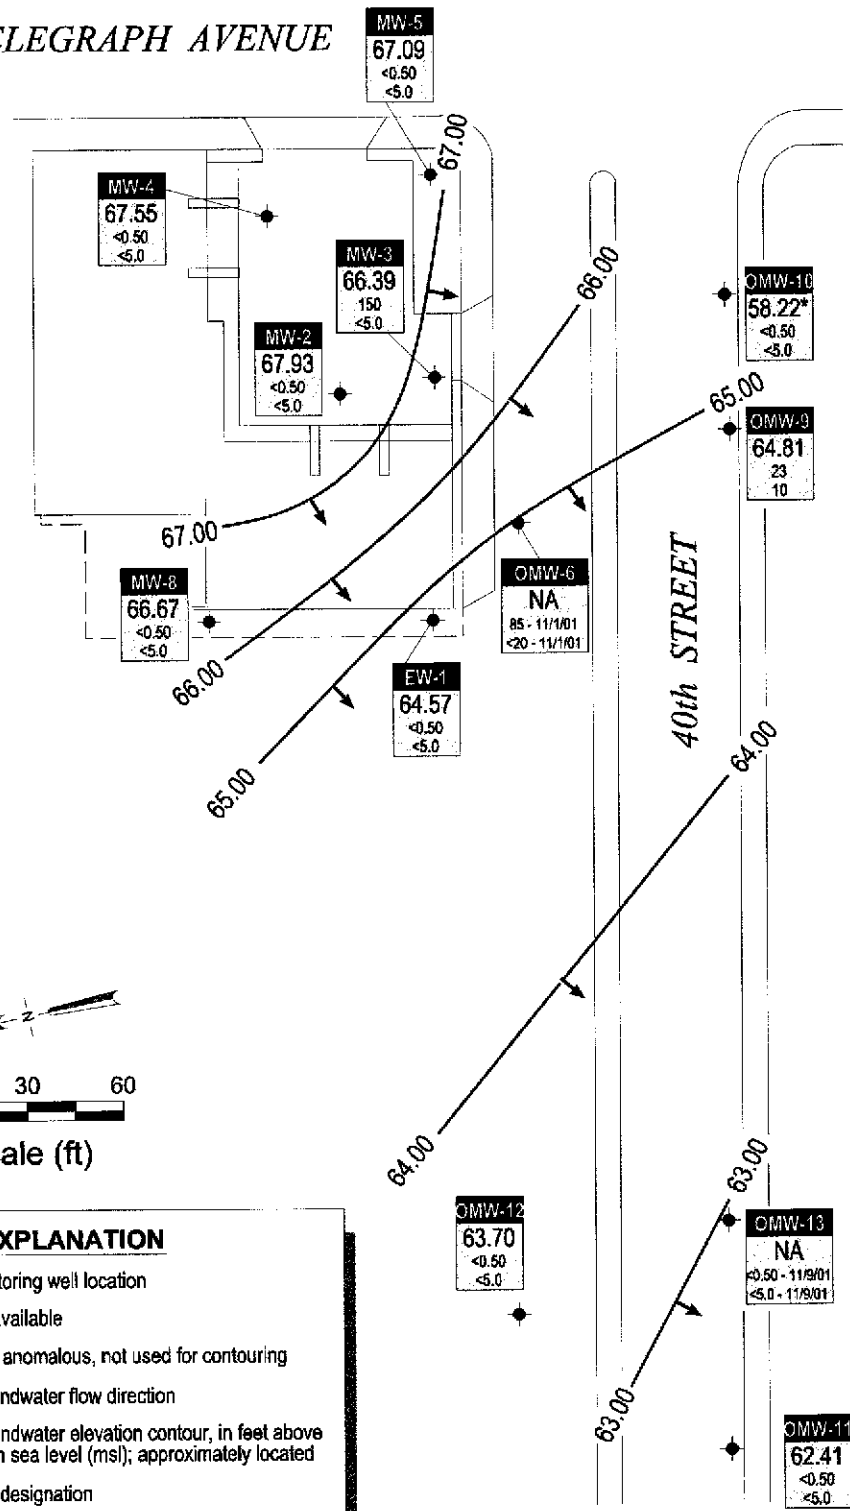 ELEGRAPH AVENUE
MW-5
67.09
<0.50
<5.0
67.00
MW-4
67.55
<0.50
<5.0
MW-3
66.39
150
<5.0
66.00
OMW-10
58.22*
<0.50
<5.0
MW-2
67.93
<0.50
<5.0
65.00
OMW-9
64.81
23
10
67.00
40th STREET
MW-8
66.67
<0.50
<5.0
OMW-6
NA
85 - 11/1/01
<20 - 11/1/01
66.00
EW-1
64.57
<0.50
<5.0
65.00
64.00
N
30 60
ale (ft)
64.00
63.00
XPLANATION
toring well location
vailable
anomalous, not used for contouring
ndwater flow direction
ndwater elevation contour, in feet above
n sea level (msl); approximately located
designation
OMW-12
63.70
<0.50
<5.0
OMW-13
NA
<0.50 - 11/9/01
<5.0 - 11/9/01
63.00
OMW-11
62.41
<0.50
<5.0